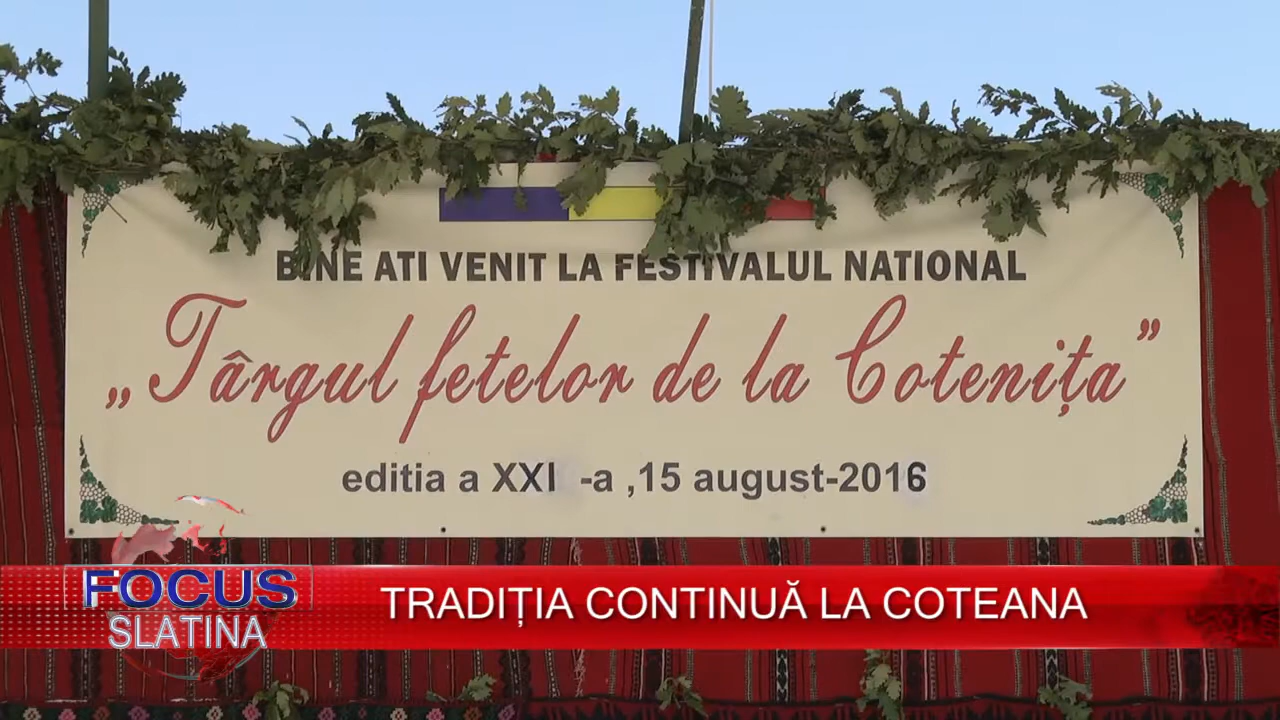 BINE ATI VENIT LA FESTIVALUL NATIONAL
„Târgul fetelor de la Cotenița”
editia a XXI -a ,15 august-2016
FOCUS
SLATINA
TRADIȚIA CONTINUĂ LA COTEANA